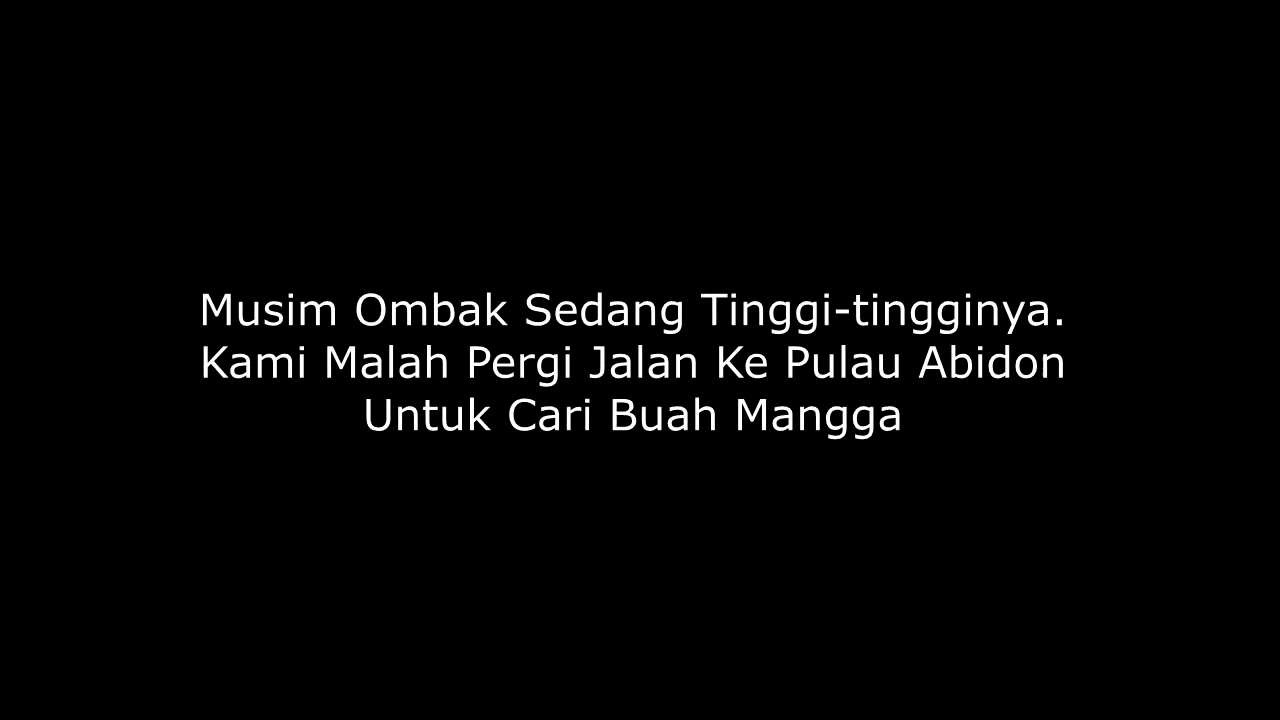 Musim Ombak Sedang Tinggi-tingginya.
Kami Malah Pergi Jalan Ke Pulau Abidon
Untuk Cari Buah Mangga